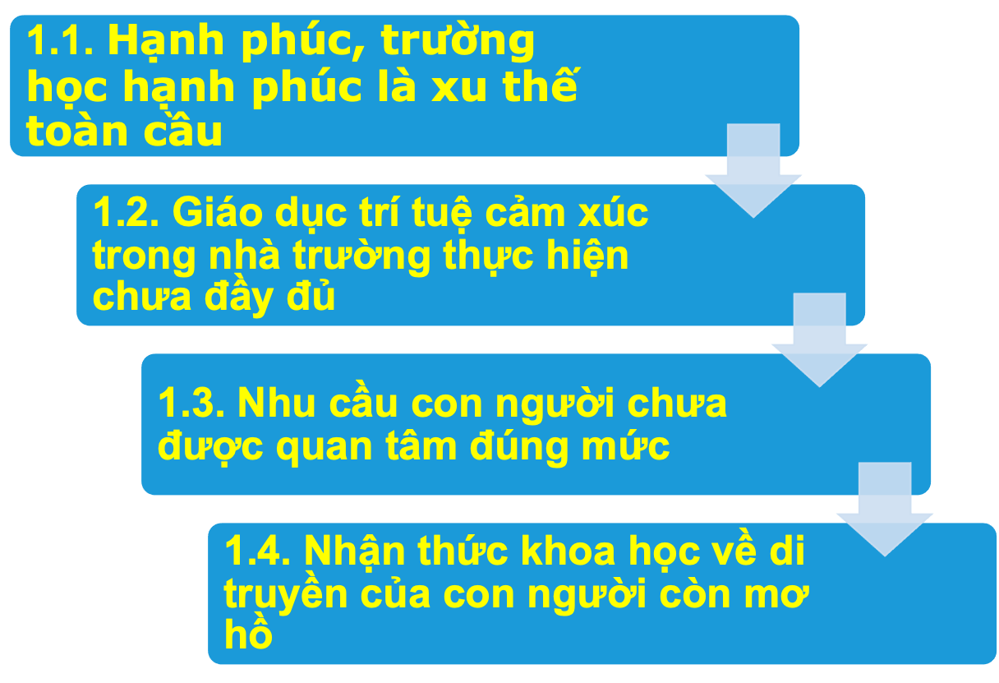 1.1. Hạnh phúc, trường
học hạnh phúc là xu thế
toàn cầu
1.2. Giáo dục trí tuệ cảm xúc
trong nhà trường thực hiện
chưa đầy đủ
1.3. Nhu cầu con người chưa
được quan tâm đúng mức
1.4. Nhận thức khoa học về di
truyền của con người còn mơ
hồ